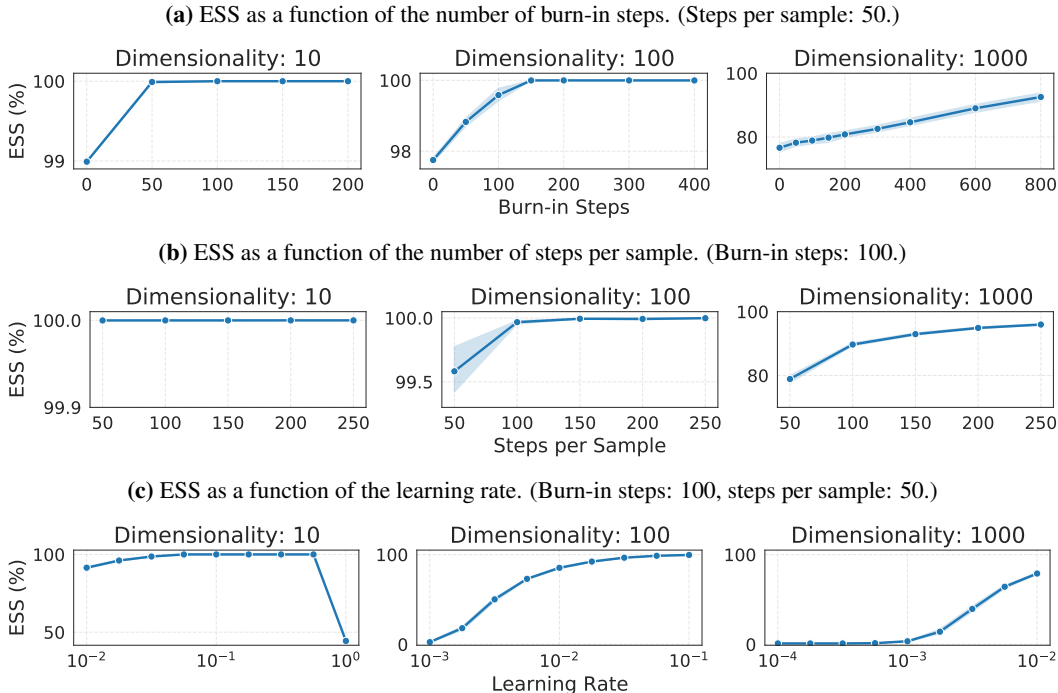 (a) ESS as a function of the number of burn-in steps. (Steps per sample: 50.)
Dimensionality: 10 Dimensionality: 100 Dimensionality: 1000
ESS (%)
100
99
0 50 100 150 200
100
98
0 100 200 300 400
100
80
0 200 400 600 800
Burn-in Steps
(b) ESS as a function of the number of steps per sample. (Burn-in steps: 100.)
Dimensionality: 10 Dimensionality: 100 Dimensionality: 1000
ESS (%)
100.0
99.9
50 100 150 200 250
100.0
99.5
50 100 150 200 250
100
80
50 100 150 200 250
Steps per Sample
(c) ESS as a function of the learning rate. (Burn-in steps: 100, steps per sample: 50.)
Dimensionality: 10 Dimensionality: 100 Dimensionality: 1000
ESS (%)
100
50
10⁻² 10⁻¹ 10⁰
100
0
10⁻³ 10⁻² 10⁻¹
100
0
10⁻⁴ 10⁻³ 10⁻²
Learning Rate